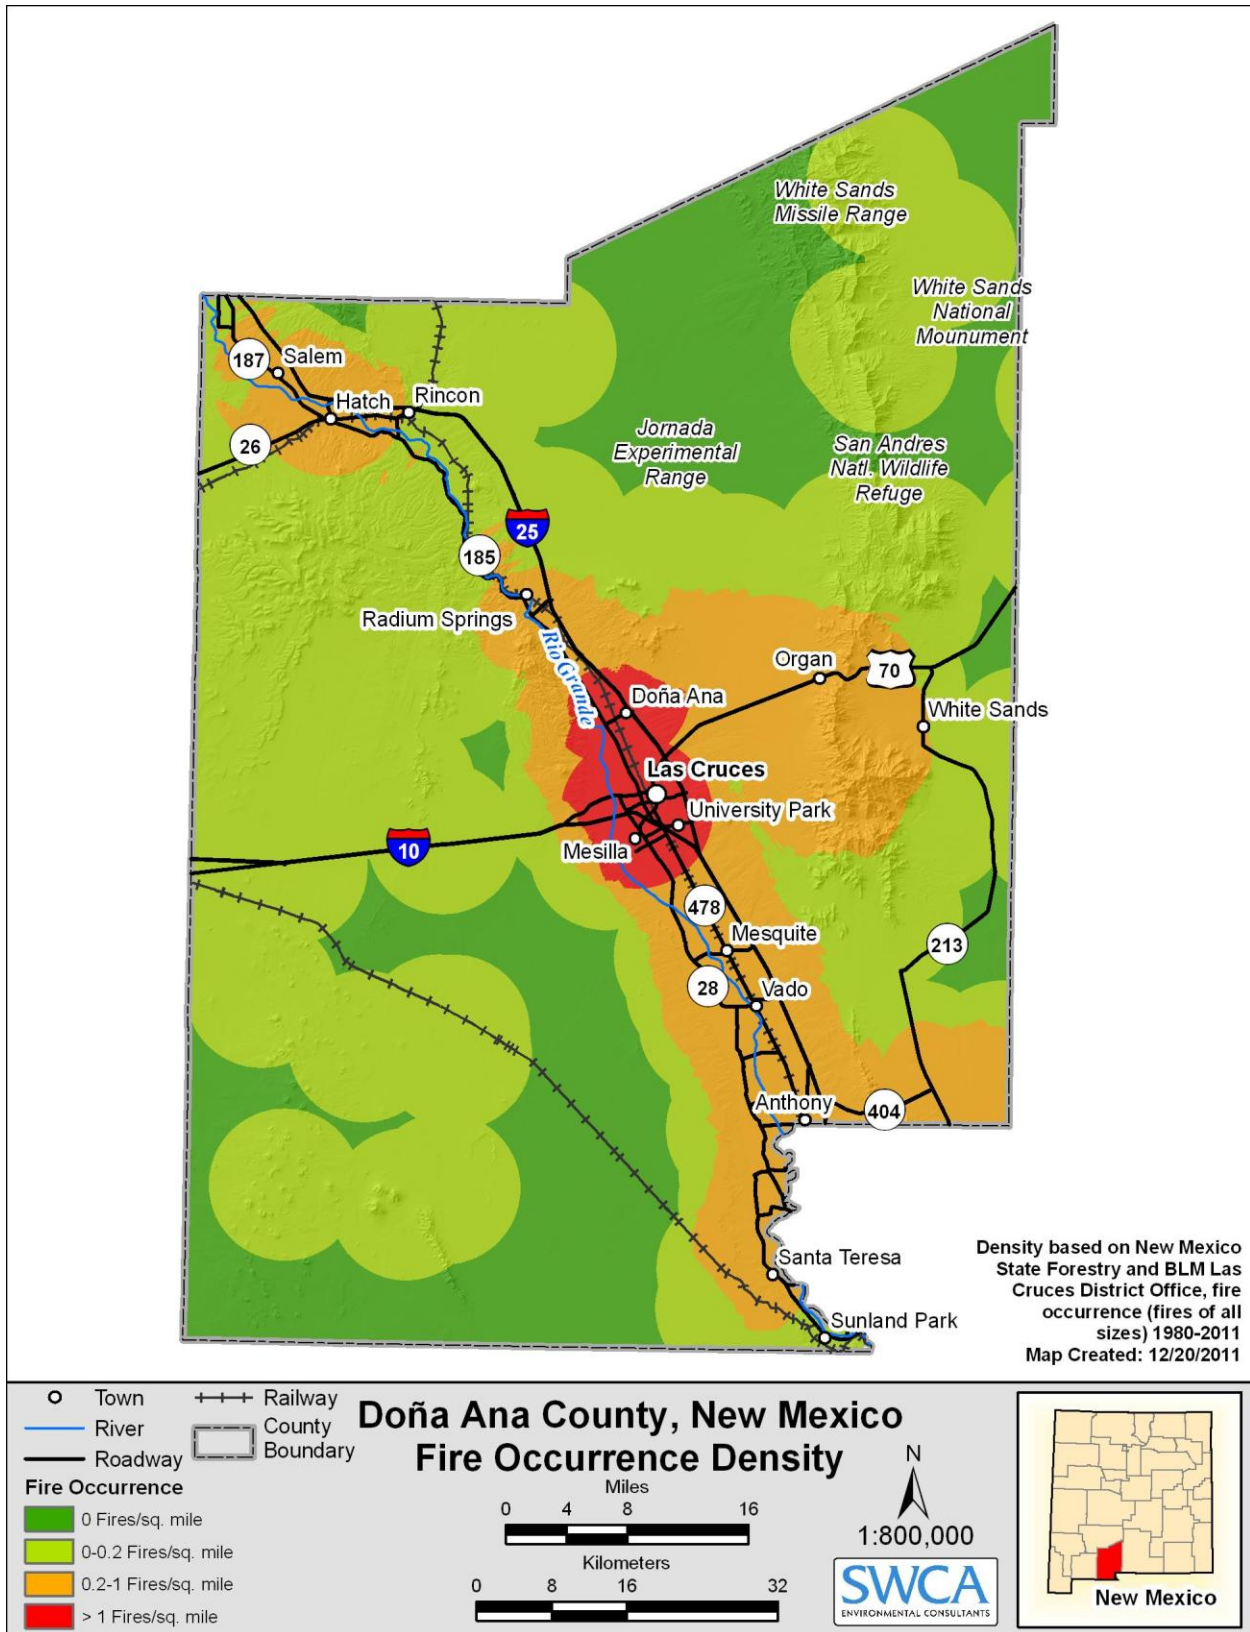 White Sands
Missile Range
White Sands
National
Mounument
187
Salem
Hatch
Rincon
26
Jornada
Experimental
Range
San Andres
Natl. Wildlife
Refuge
25
185
Radium Springs
Rio Grande
Organ
70
Doña Ana
White Sands
Las Cruces
University Park
10
Mesilla
478
Mesquite
213
28
Vado
Anthony
404
Santa Teresa
Sunland Park
Density based on New Mexico
State Forestry and BLM Las
Cruces District Office, fire
occurrence (fires of all
sizes) 1980-2011
Map Created: 12/20/2011
Town
River
Roadway
Railway
County
Boundary
Fire Occurrence
0 Fires/sq. mile
0-0.2 Fires/sq. mile
0.2-1 Fires/sq. mile
> 1 Fires/sq. mile
Doña Ana County, New Mexico
Fire Occurrence Density
Miles
0 4 8 16
Kilometers
0 8 16 32
N
1:800,000
SWCA
ENVIRONMENTAL CONSULTANTS
New Mexico